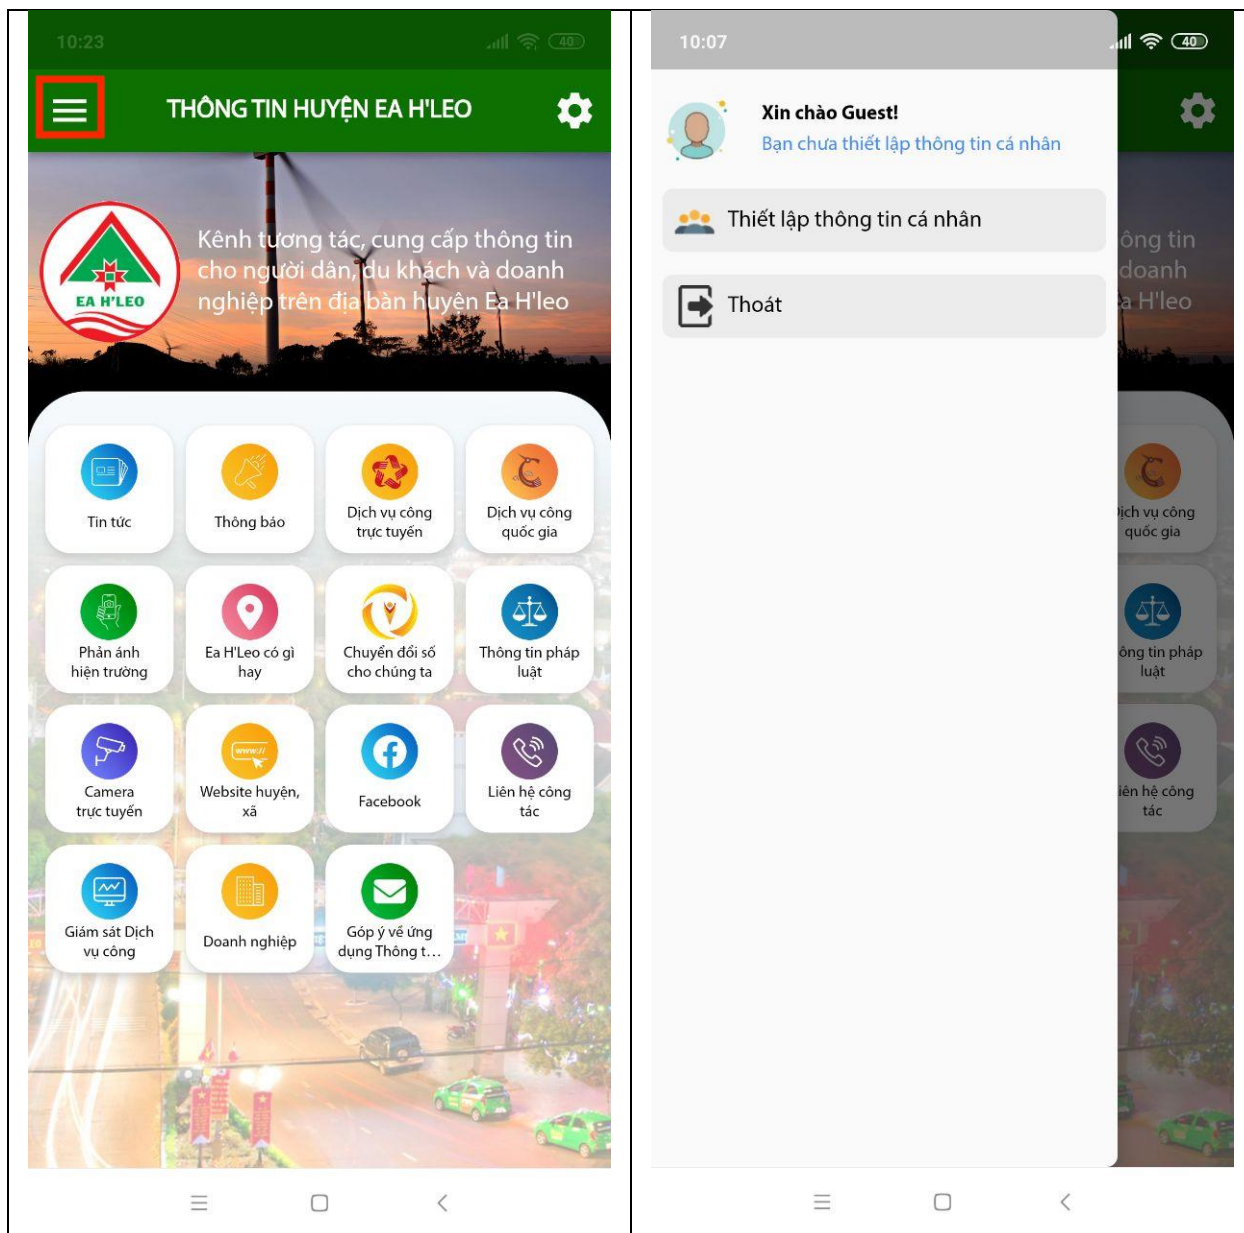 10:23
40
THÔNG TIN HUYỆN EA H'LEO
Kênh tương tác, cung cấp thông tin
cho người dân, du khách và doanh
nghiệp trên địa bàn huyện Ea H'leo
EA H'LEO
Tin tức
Thông báo
Dịch vụ công
trực tuyến
Dịch vụ công
quốc gia
Phản ánh
hiện trường
Ea H'Leo có gì
hay
Chuyển đổi số
cho chúng ta
Thông tin pháp
luật
www://
Camera
trực tuyến
Website huyện,
xã
Facebook
Liên hệ công
tác
Giám sát Dịch
vụ công
Doanh nghiệp
Góp ý về ứng
dụng Thông t...
10:07
40
Xin chào Guest!
Bạn chưa thiết lập thông tin cá nhân
Thiết lập thông tin cá nhân
Thoát
ông tin
doanh
a H'leo
ịch vụ công
quốc gia
ông tin pháp
luật
iên hệ công
tác